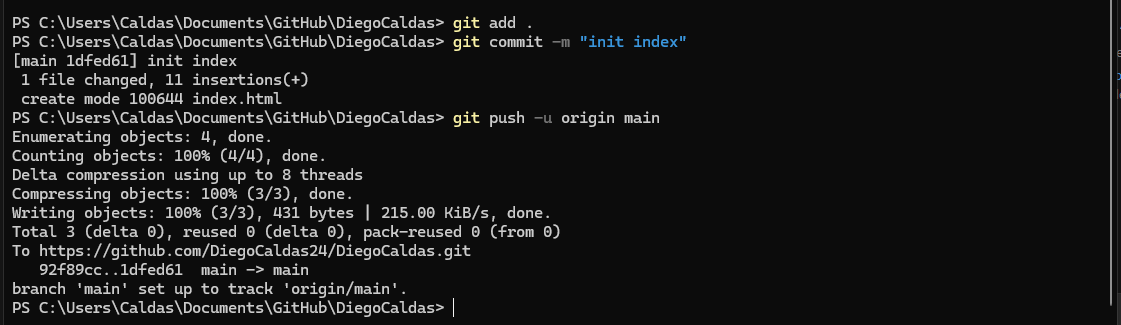 PS C:\Users\Caldas\Documents\GitHub\DiegoCaldas> git add .
PS C:\Users\Caldas\Documents\GitHub\DiegoCaldas> git commit -m "init index"
[main 1dfed61] init index
 1 file changed, 11 insertions(+)
 create mode 100644 index.html
PS C:\Users\Caldas\Documents\GitHub\DiegoCaldas> git push -u origin main
Enumerating objects: 4, done.
Counting objects: 100% (4/4), done.
Delta compression using up to 8 threads
Compressing objects: 100% (3/3), done.
Writing objects: 100% (3/3), 431 bytes | 215.00 KiB/s, done.
Total 3 (delta 0), reused 0 (delta 0), pack-reused 0 (from 0)
To https://github.com/DiegoCaldas24/DiegoCaldas.git
   92f89cc..1dfed61  main -> main
branch 'main' set up to track 'origin/main'.
PS C:\Users\Caldas\Documents\GitHub\DiegoCaldas>